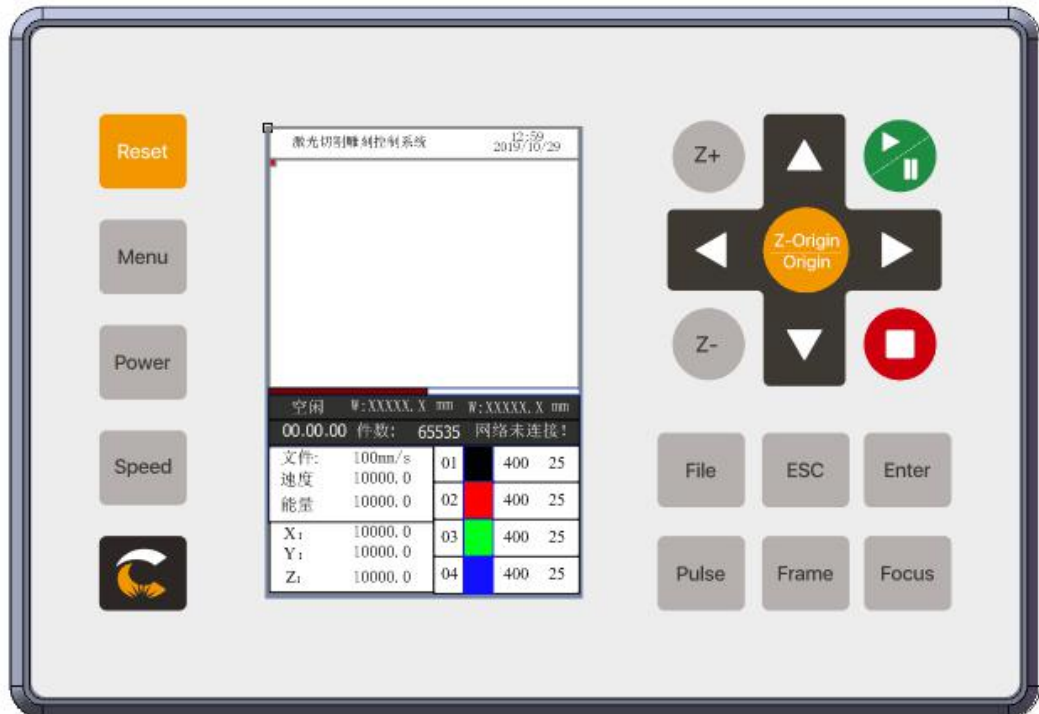 Reset
Menu
Power
Speed
激光切割雕刻控制系统
12:59
2019/10/29
空闲 W:XXXXX.X mm W:XXXXX.X mm
00.00.00 件数: 65535 网络未连接!
文件: 100mm/s
速度 10000.0
能量 10000.0
X: 10000.0
Y: 10000.0
Z: 10000.0
01 400 25
02 400 25
03 400 25
04 400 25
Z+
Z-Origin
Origin
Z-
File ESC Enter
Pulse Frame Focus